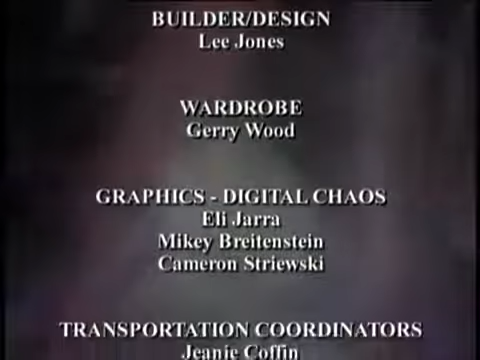 BUILDER/DESIGN
Lee Jones
WARDROBE
Gerry Wood
GRAPHICS - DIGITAL CHAOS
Eli Jarra
Mikey Breitenstein
Cameron Striewski
TRANSPORTATION COORDINATORS
Jeanie Coffin